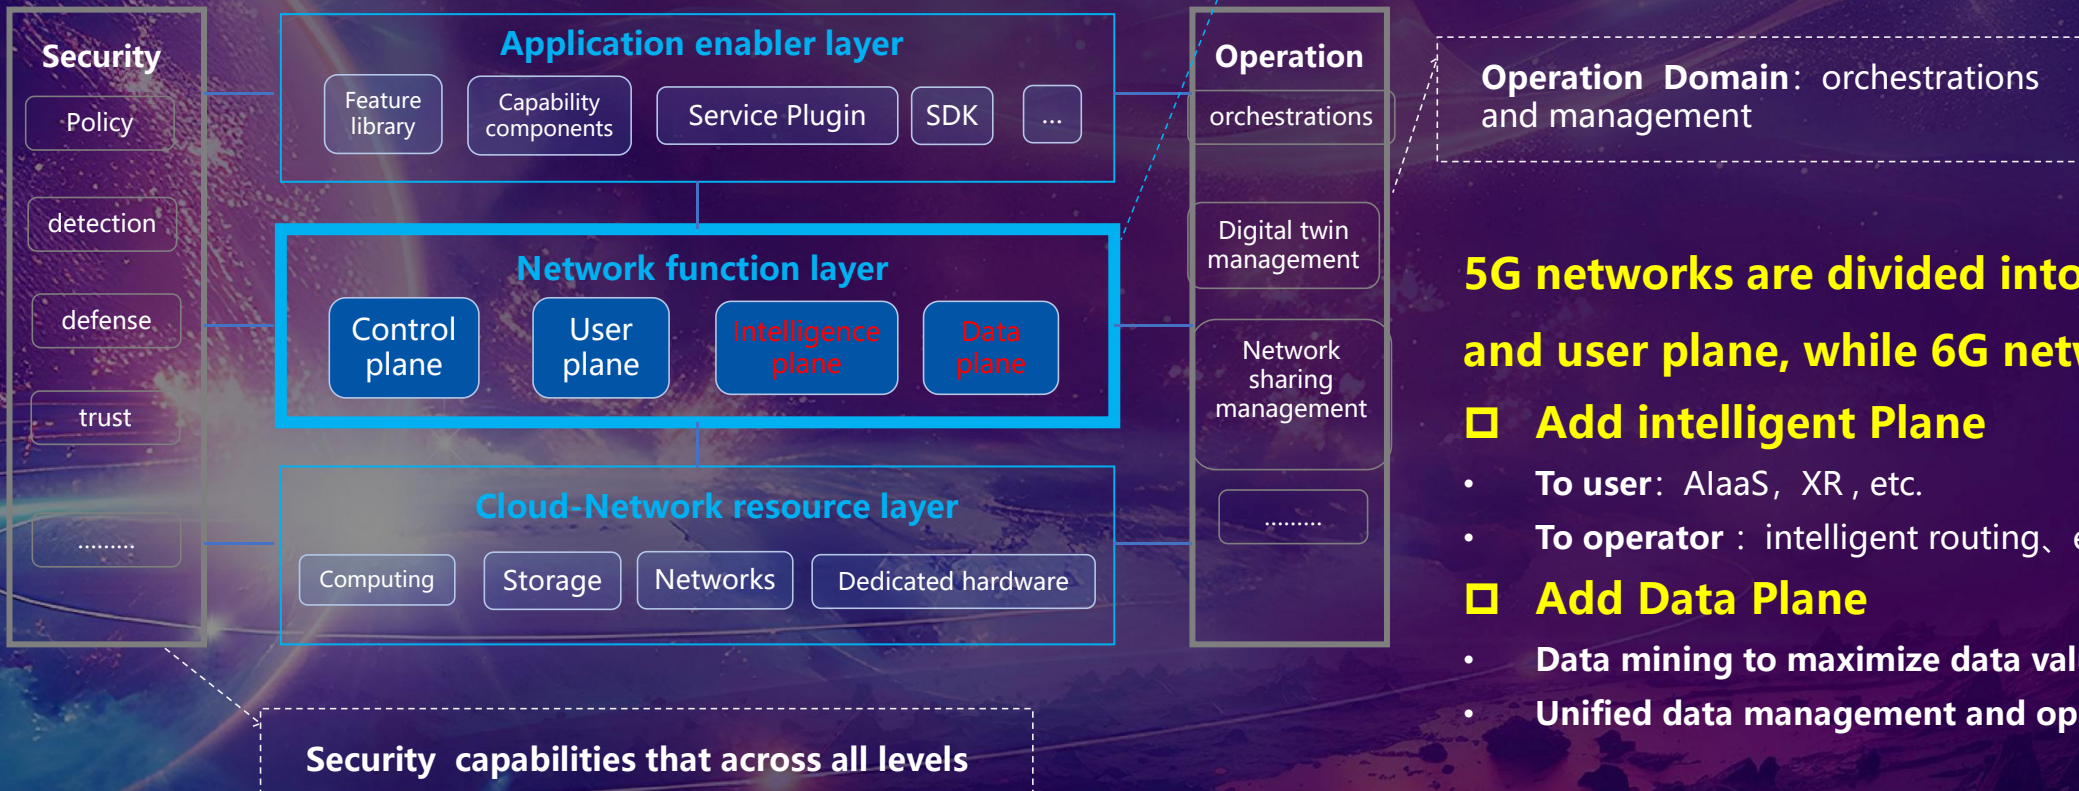 Security
Policy
detection
defense
trust
.........
Application enabler layer
Feature
library
Capability
components
Service Plugin
SDK
...
Network function layer
Control
plane
User
plane
Intelligence
plane
Data
plane
Cloud-Network resource layer
Computing
Storage
Networks
Dedicated hardware
Operation
orchestrations
Digital twin
management
Network
sharing
management
.........
Operation Domain：orchestrations
and management
5G networks are divided into
and user plane, while 6G netw
Add intelligent Plane
• To user：AIaaS，XR , etc.
• To operator：intelligent routing、e
Add Data Plane
• Data mining to maximize data val
• Unified data management and op
Security capabilities that across all levels